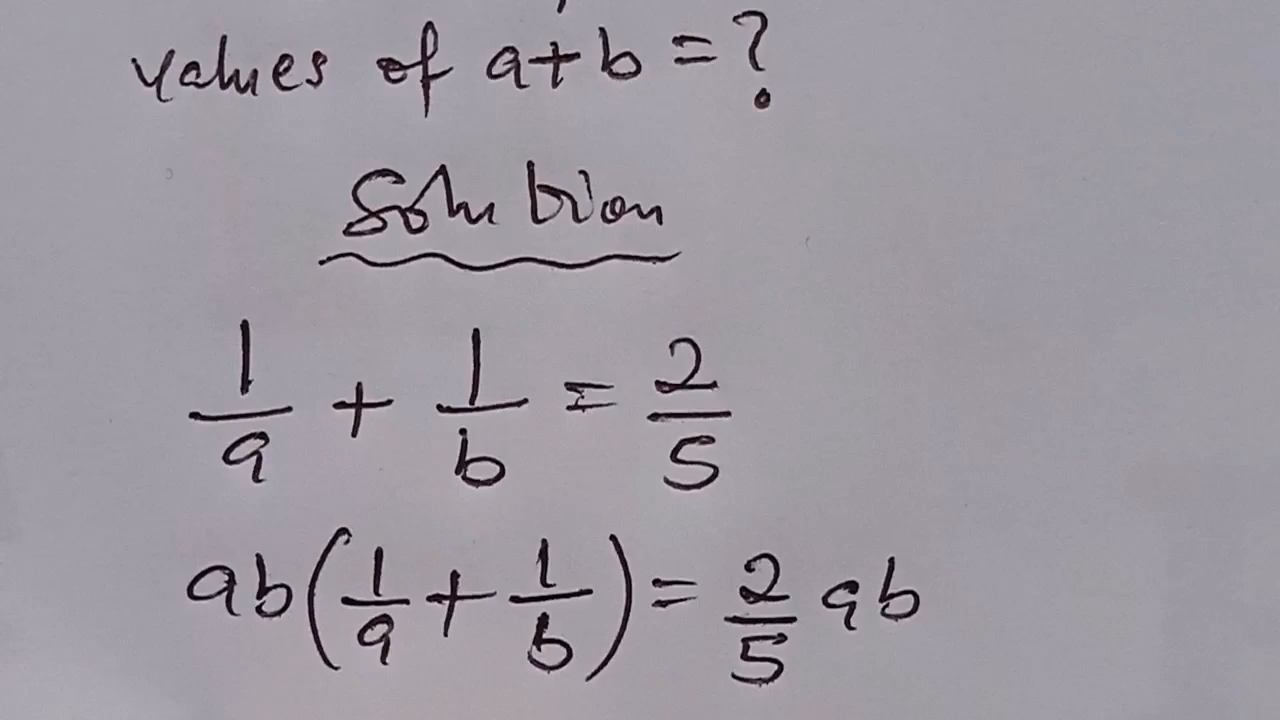 values of a+b=?
Solution
1/a + 1/b = 2/5
ab(1/a + 1/b) = 2/5 ab